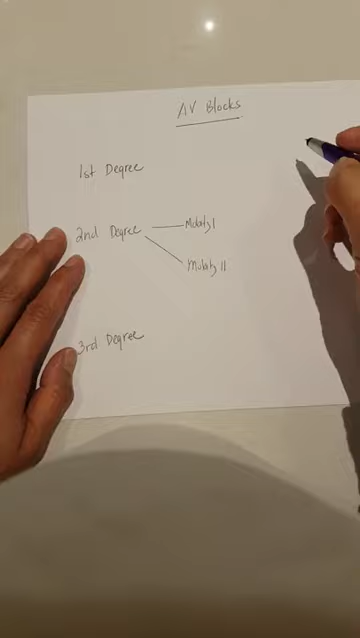 AV Blocks
1st Degree
2nd Degree
Mobitz I
Mobitz II
3rd Degree